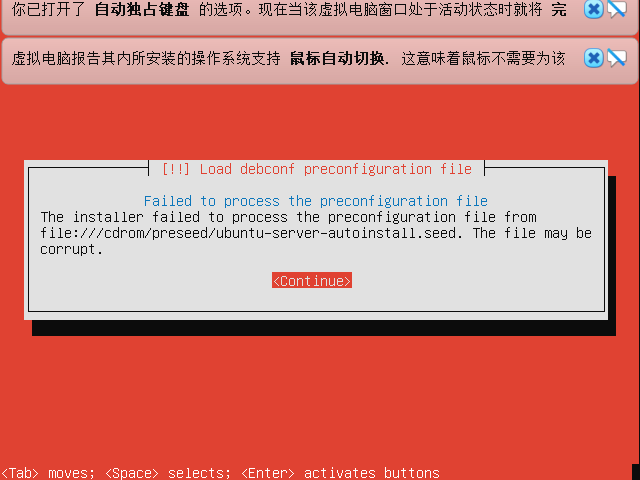 你已打开了 自动独占键盘 的选项。现在当该虚拟电脑窗口处于活动状态时就将 完
虚拟电脑报告其内所安装的操作系统支持 鼠标自动切换. 这意味着鼠标不需要为该
[!!] Load debconf preconfiguration file
Failed to process the preconfiguration file
The installer failed to process the preconfiguration file from
file:///cdrom/preseed/ubuntu-server-autoinstall.seed. The file may be
corrupt.
<Continue>
<Tab> moves; <Space> selects; <Enter> activates buttons